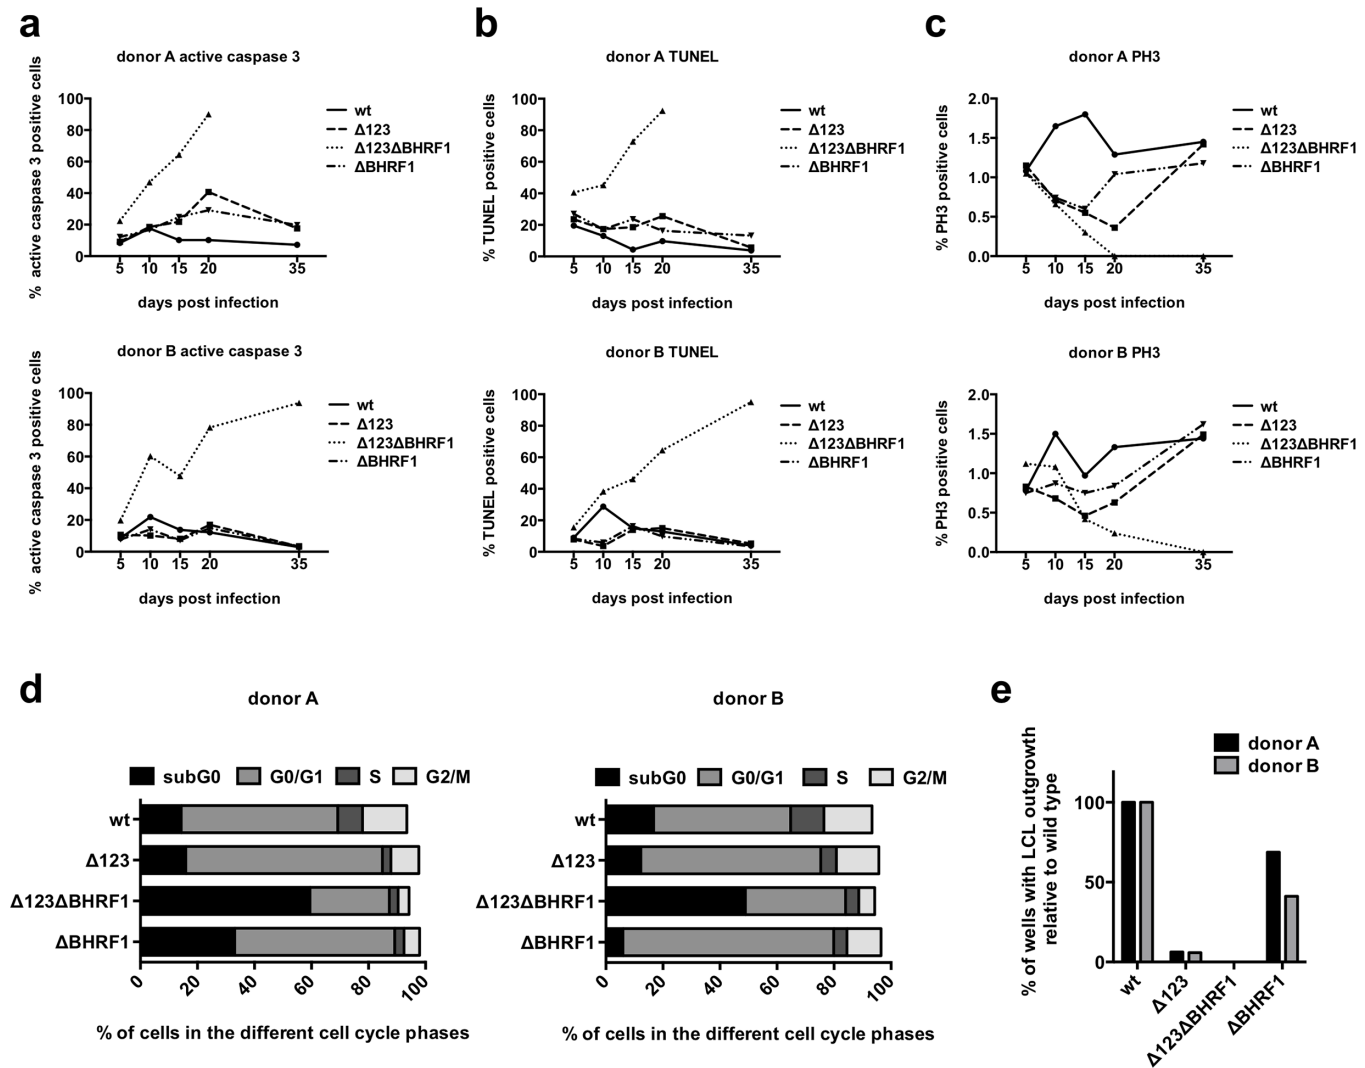 a
donor A active caspase 3
% active caspase 3 positive cells
100
80
60
40
20
0
5 10 15 20 35
days post infection
wt
Δ123
Δ123ΔBHRF1
ΔBHRF1
b
donor A TUNEL
% TUNEL positive cells
100
80
60
40
20
0
5 10 15 20 35
days post infection
wt
Δ123
Δ123ΔBHRF1
ΔBHRF1
c
donor A PH3
% PH3 positive cells
2.0
1.5
1.0
0.5
0.0
5 10 15 20 35
days post infection
wt
Δ123
Δ123ΔBHRF1
ΔBHRF1
donor B active caspase 3
% active caspase 3 positive cells
100
80
60
40
20
0
5 10 15 20 35
days post infection
wt
Δ123
Δ123ΔBHRF1
ΔBHRF1
donor B TUNEL
% TUNEL positive cells
100
80
60
40
20
0
5 10 15 20 35
days post infection
wt
Δ123
Δ123ΔBHRF1
ΔBHRF1
donor B PH3
% PH3 positive cells
2.0
1.5
1.0
0.5
0.0
5 10 15 20 35
days post infection
wt
Δ123
Δ123ΔBHRF1
ΔBHRF1
d
donor A
subG0 G0/G1 S G2/M
wt
Δ123
Δ123ΔBHRF1
ΔBHRF1
0 20 40 60 80 100
% of cells in the different cell cycle phases
donor B
subG0 G0/G1 S G2/M
wt
Δ123
Δ123ΔBHRF1
ΔBHRF1
0 20 40 60 80 100
% of cells in the different cell cycle phases
e
% of wells with LCL outgrowth
relative to wild type
donor A
donor B
100
50
0
wt
Δ123
Δ123ΔBHRF1
ΔBHRF1